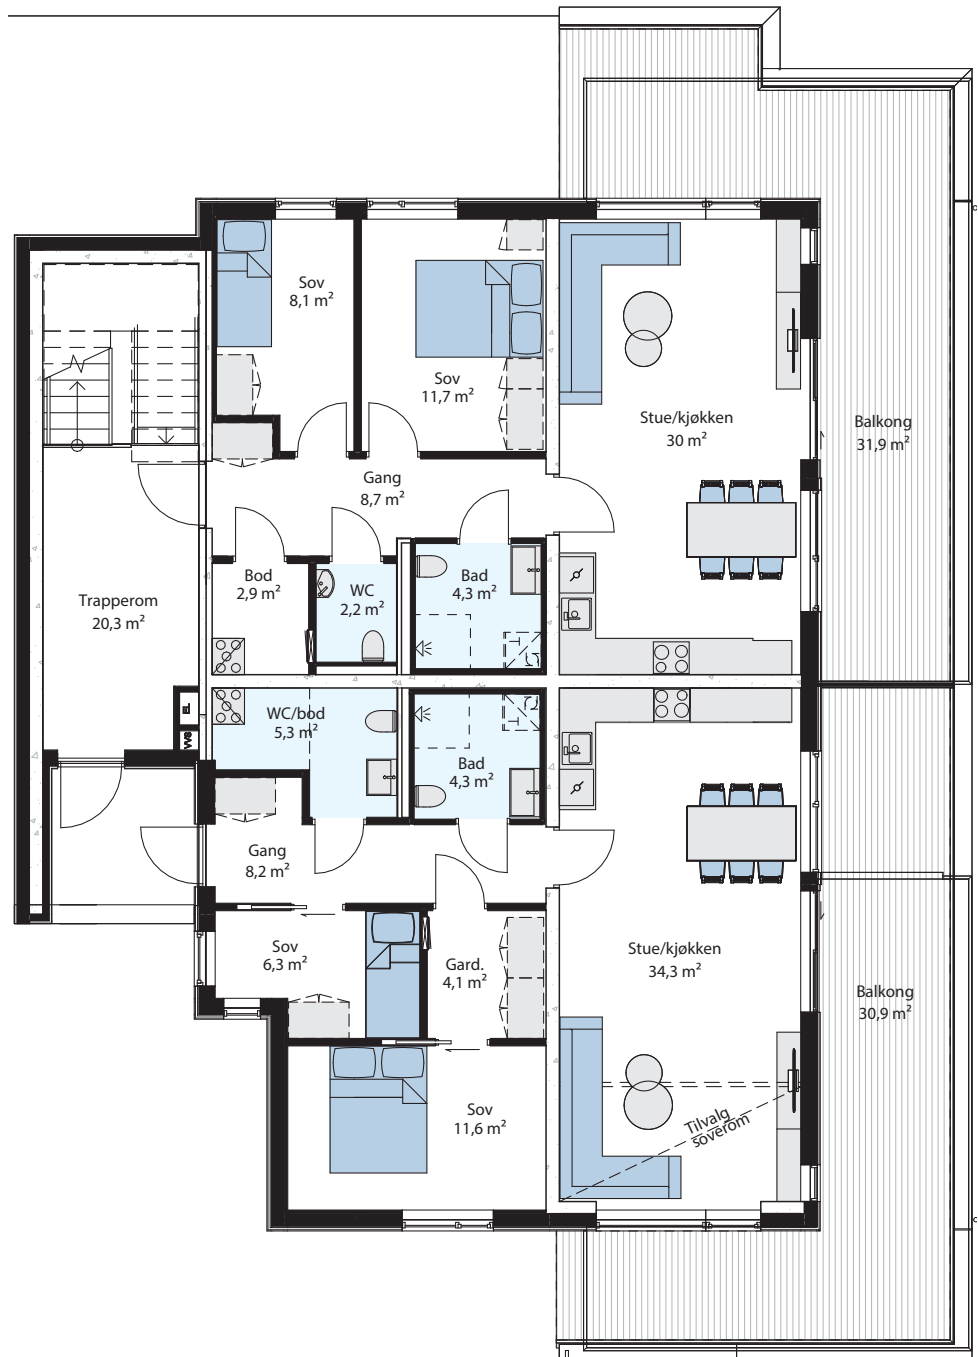 Sov
8,1 m²
Sov
11,7 m²
Stue/kjøkken
30 m²
Balkong
31,9 m²
Gang
8,7 m²
Bod
2,9 m²
WC
2,2 m²
Bad
4,3 m²
Trapperom
20,3 m²
EL
VVS
WC/bod
5,3 m²
Bad
4,3 m²
Gang
8,2 m²
Sov
6,3 m²
Gard.
4,1 m²
Stue/kjøkken
34,3 m²
Balkong
30,9 m²
Sov
11,6 m²
Tilvalg
soverom